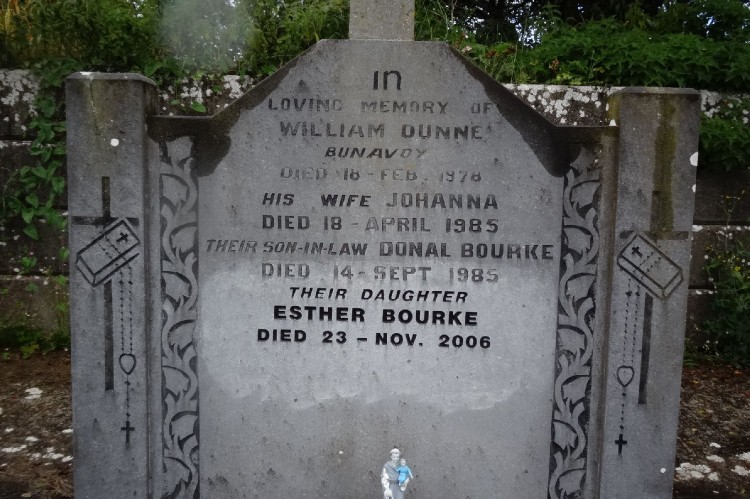 In
LOVING MEMORY OF
WILLIAM DUNNE
BUNAVOY
DIED 18 - FEB. 1978
HIS WIFE JOHANNA
DIED 18 - APRIL 1985
THEIR SON-IN-LAW DONAL BOURKE
DIED 14 - SEPT 1985
THEIR DAUGHTER
ESTHER BOURKE
DIED 23 - NOV. 2006